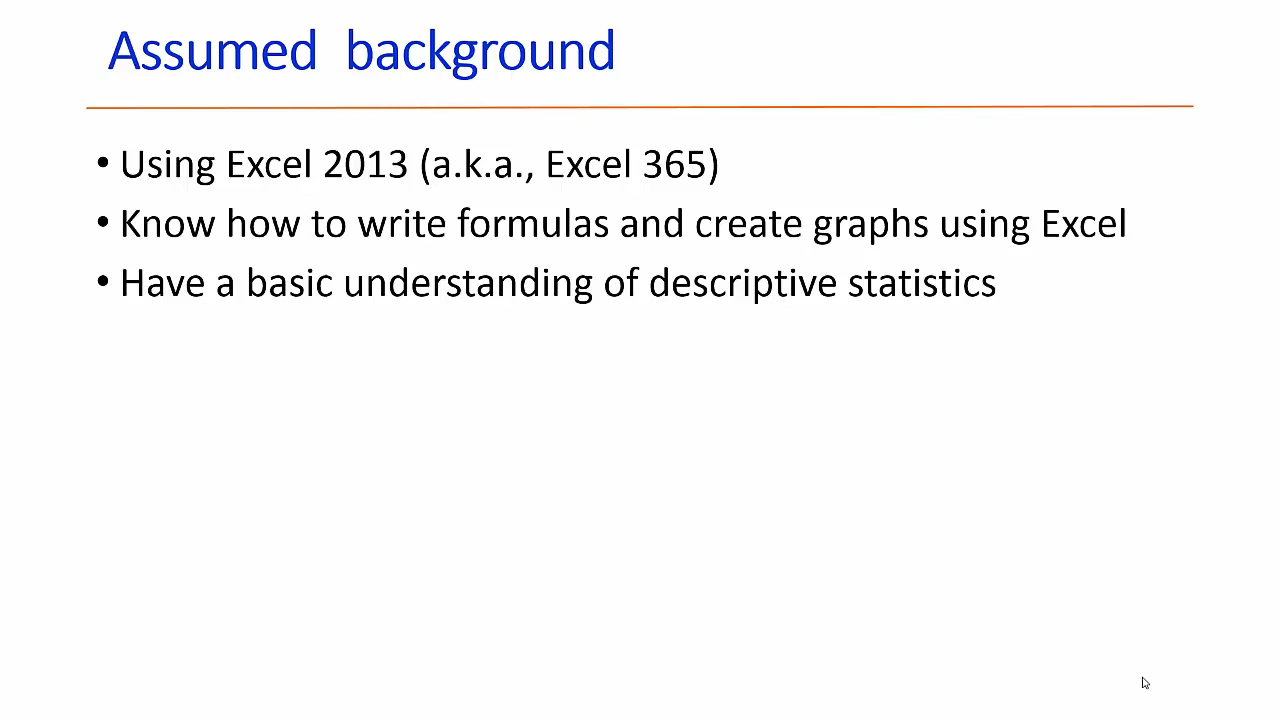 Assumed background
• Using Excel 2013 (a.k.a., Excel 365)
• Know how to write formulas and create graphs using Excel
• Have a basic understanding of descriptive statistics